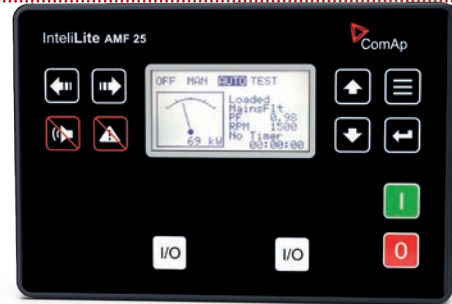 InteliLite AMF 25
ComAp
OFF MAN AUTO TEST
Loaded
MainsFlt
PF 0.98
RPM 1500
No Timer
00:00:00
69 kW
I
0
I/O
I/O